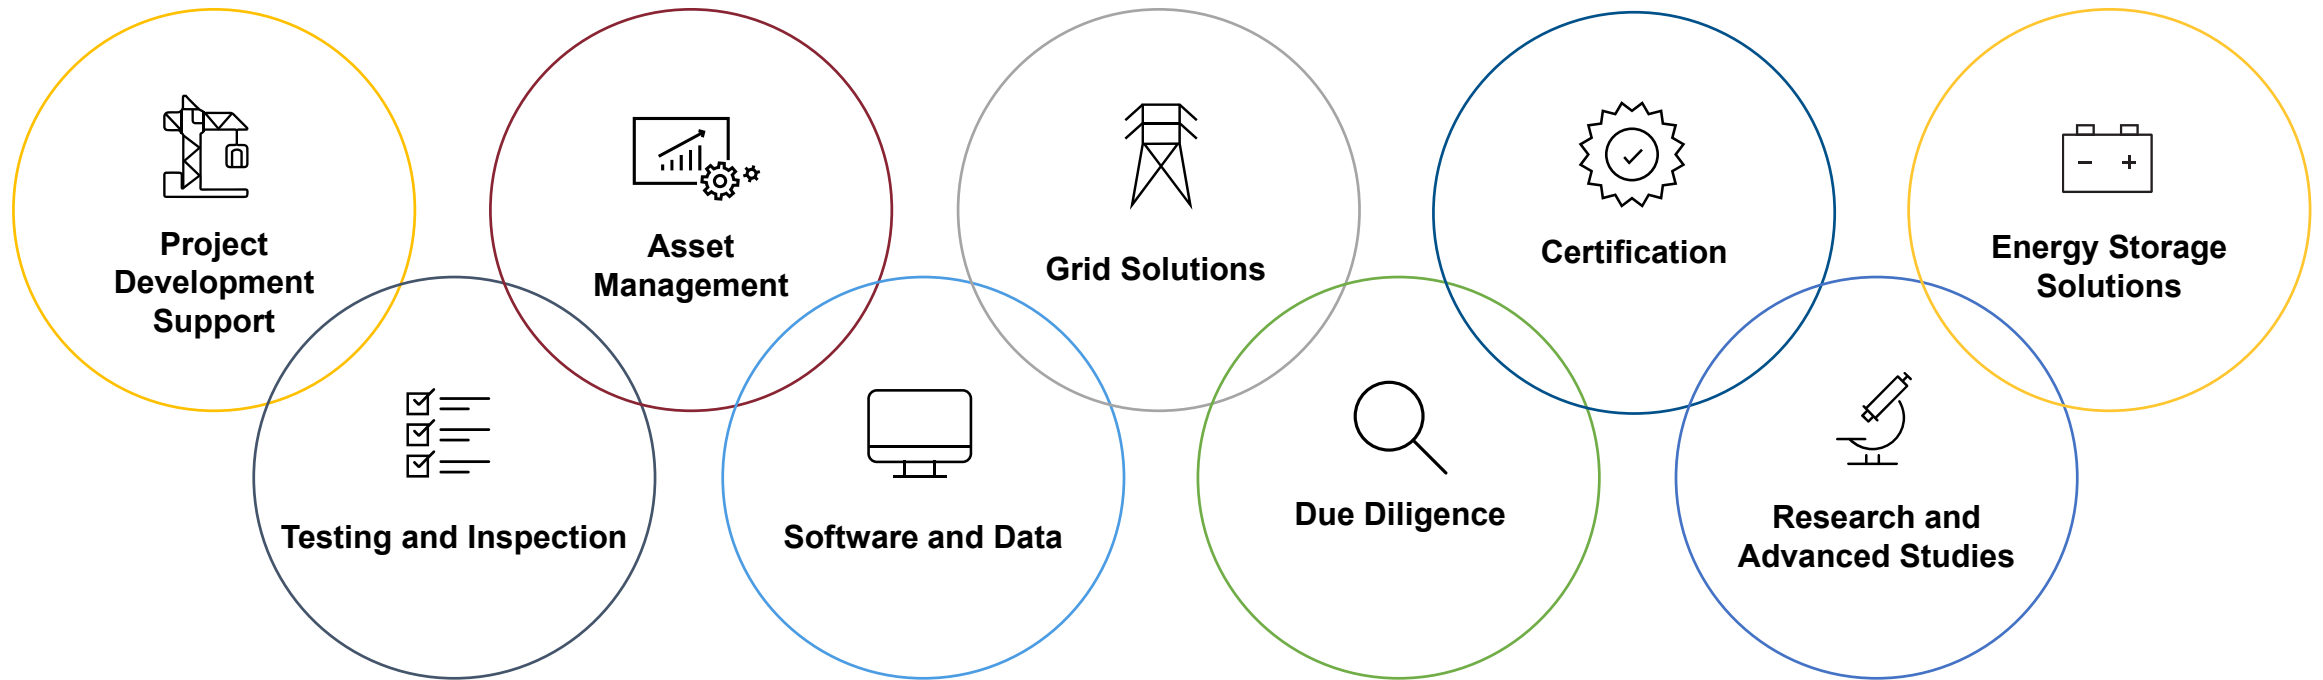 Project
Development
Support
Asset
Management
Grid Solutions
Certification
Energy Storage
Solutions
Testing and Inspection
Software and Data
Due Diligence
Research and
Advanced Studies